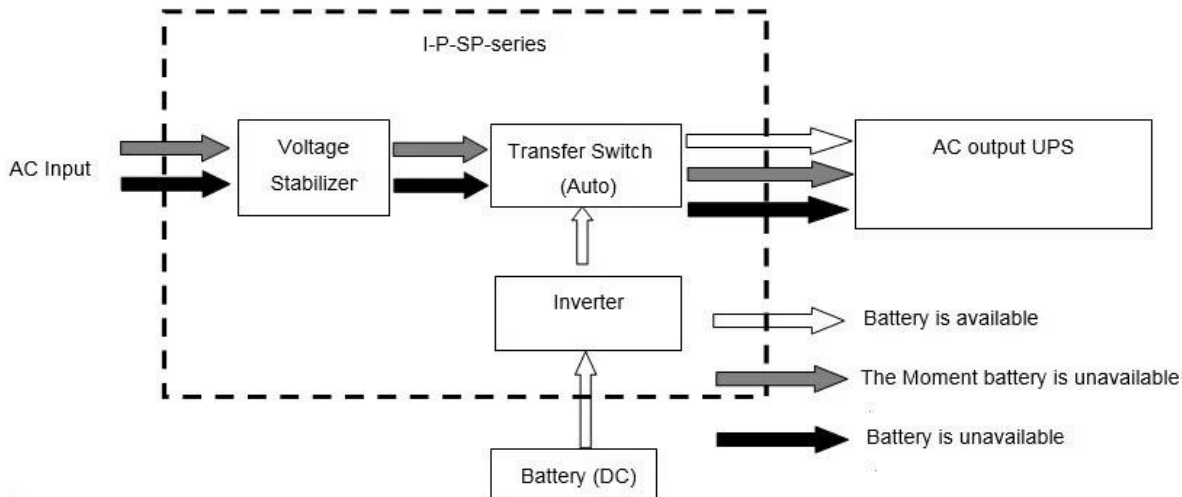 I-P-SP-series
AC Input
Voltage
Stabilizer
Transfer Switch
(Auto)
AC output UPS
Inverter
Battery (DC)
Battery is available
The Moment battery is unavailable
Battery is unavailable